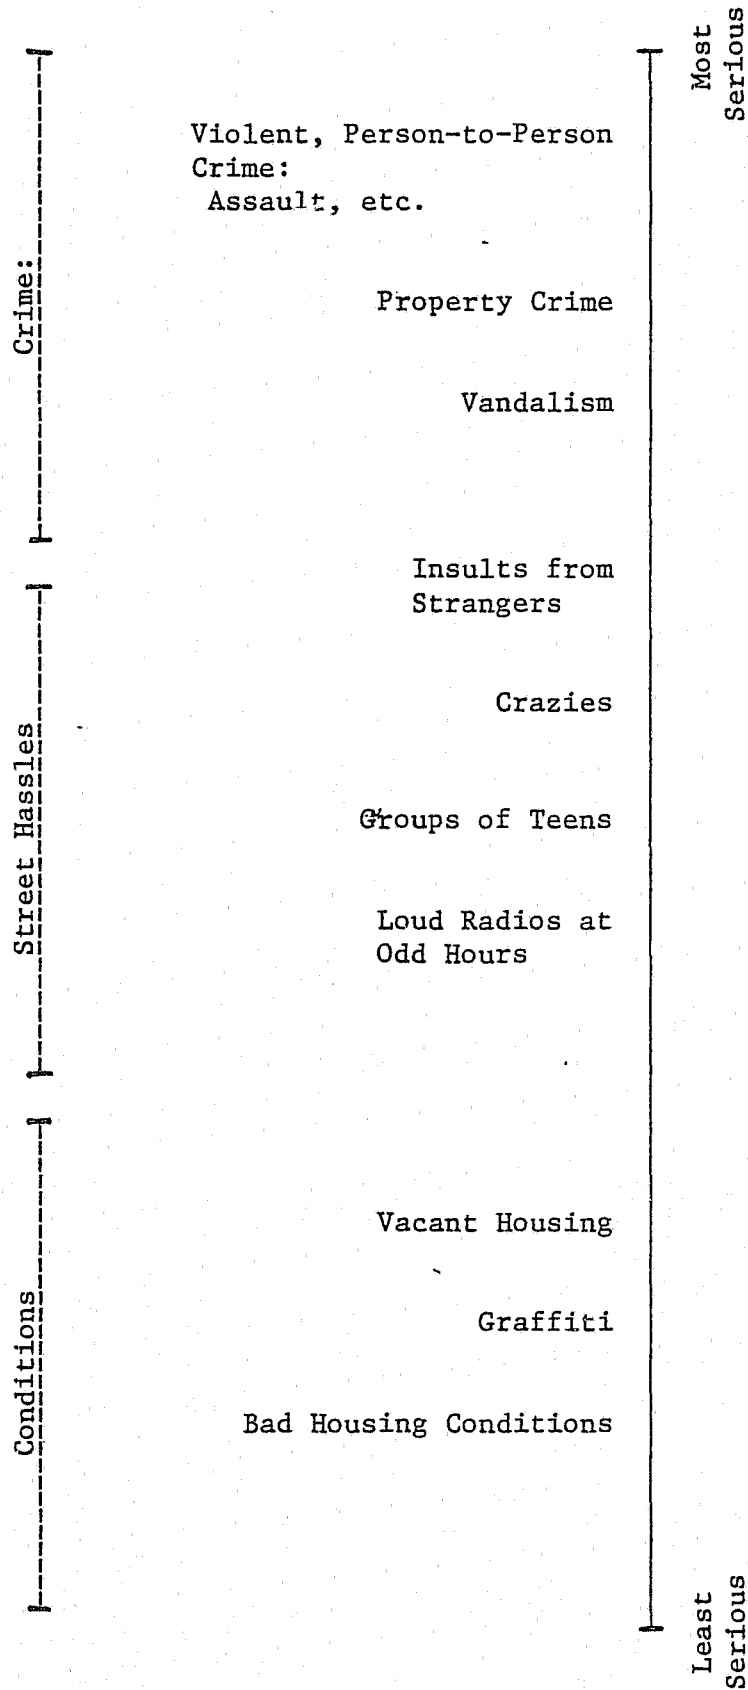 Most
Serious
Violent, Person-to-Person
Crime:
Assault, etc.
Crime:
Property Crime
Vandalism
Insults from
Strangers
Crazies
Street Hassles
Groups of Teens
Loud Radios at
Odd Hours
Vacant Housing
Conditions
Graffiti
Bad Housing Conditions
Least
Serious